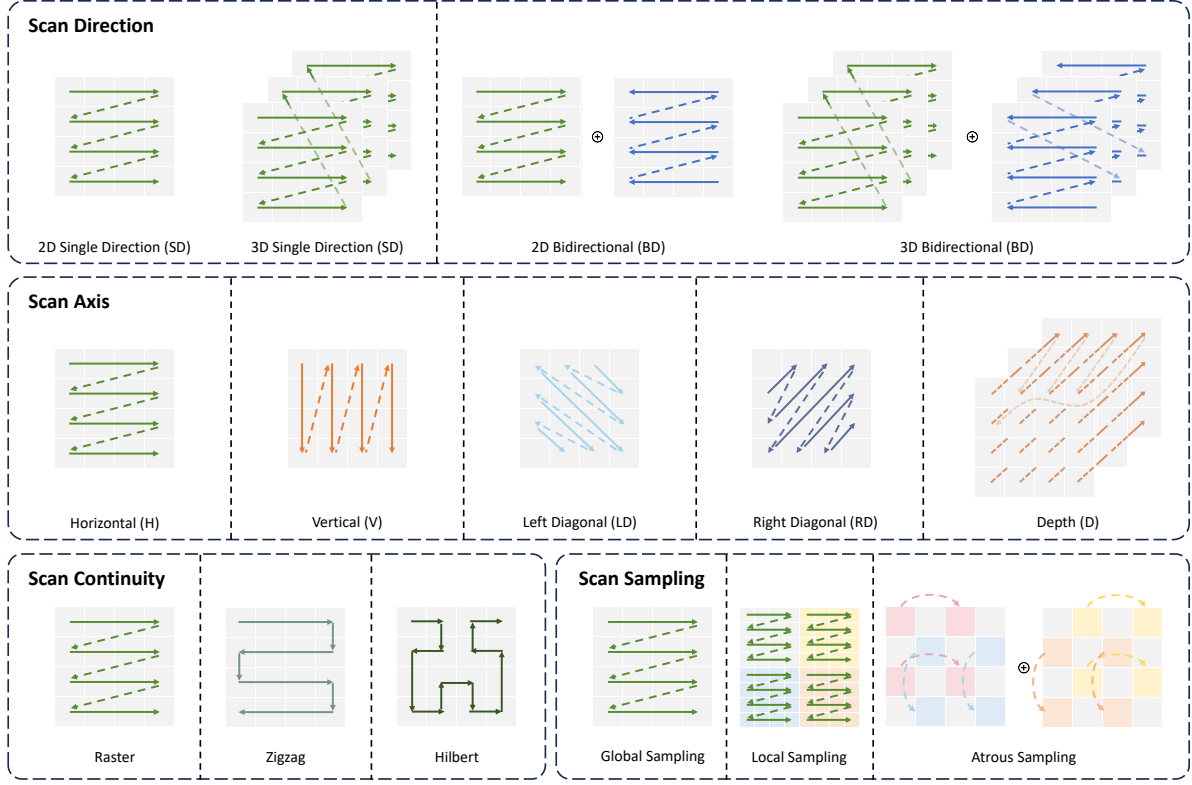 Scan Direction
2D Single Direction (SD)
3D Single Direction (SD)
2D Bidirectional (BD)
3D Bidirectional (BD)
Scan Axis
Horizontal (H)
Vertical (V)
Left Diagonal (LD)
Right Diagonal (RD)
Depth (D)
Scan Continuity
Raster
Zigzag
Hilbert
Scan Sampling
Global Sampling
Local Sampling
Atrous Sampling